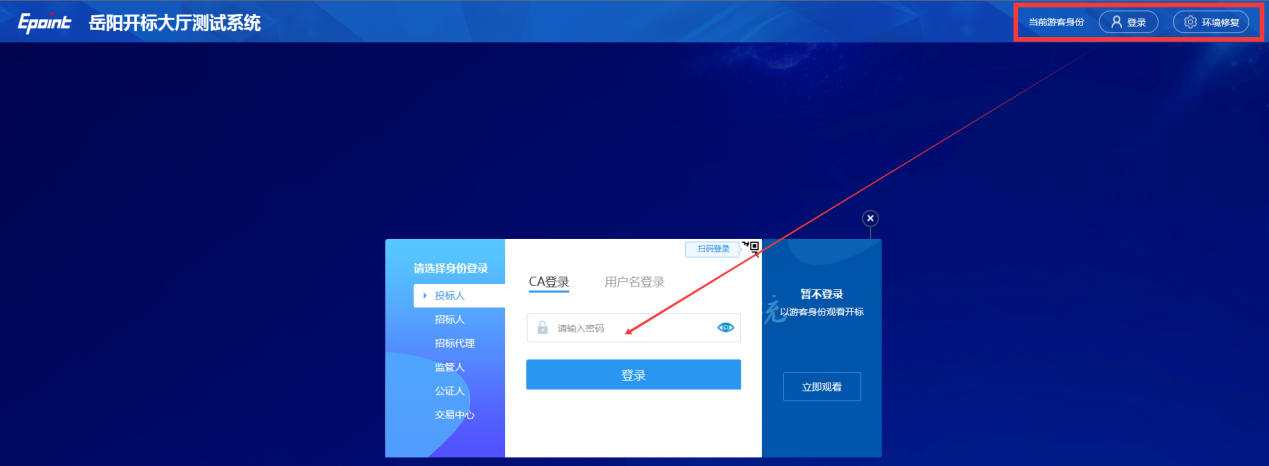 Epoint 岳阳开标大厅测试系统
当前游客身份 登录 环境修复
请选择身份登录
投标人
招标人
招标代理
监管人
公证人
交易中心
扫码登录
CA登录 用户名登录
请输入密码
登录
暂不登录
以游客身份观看开标
立即观看